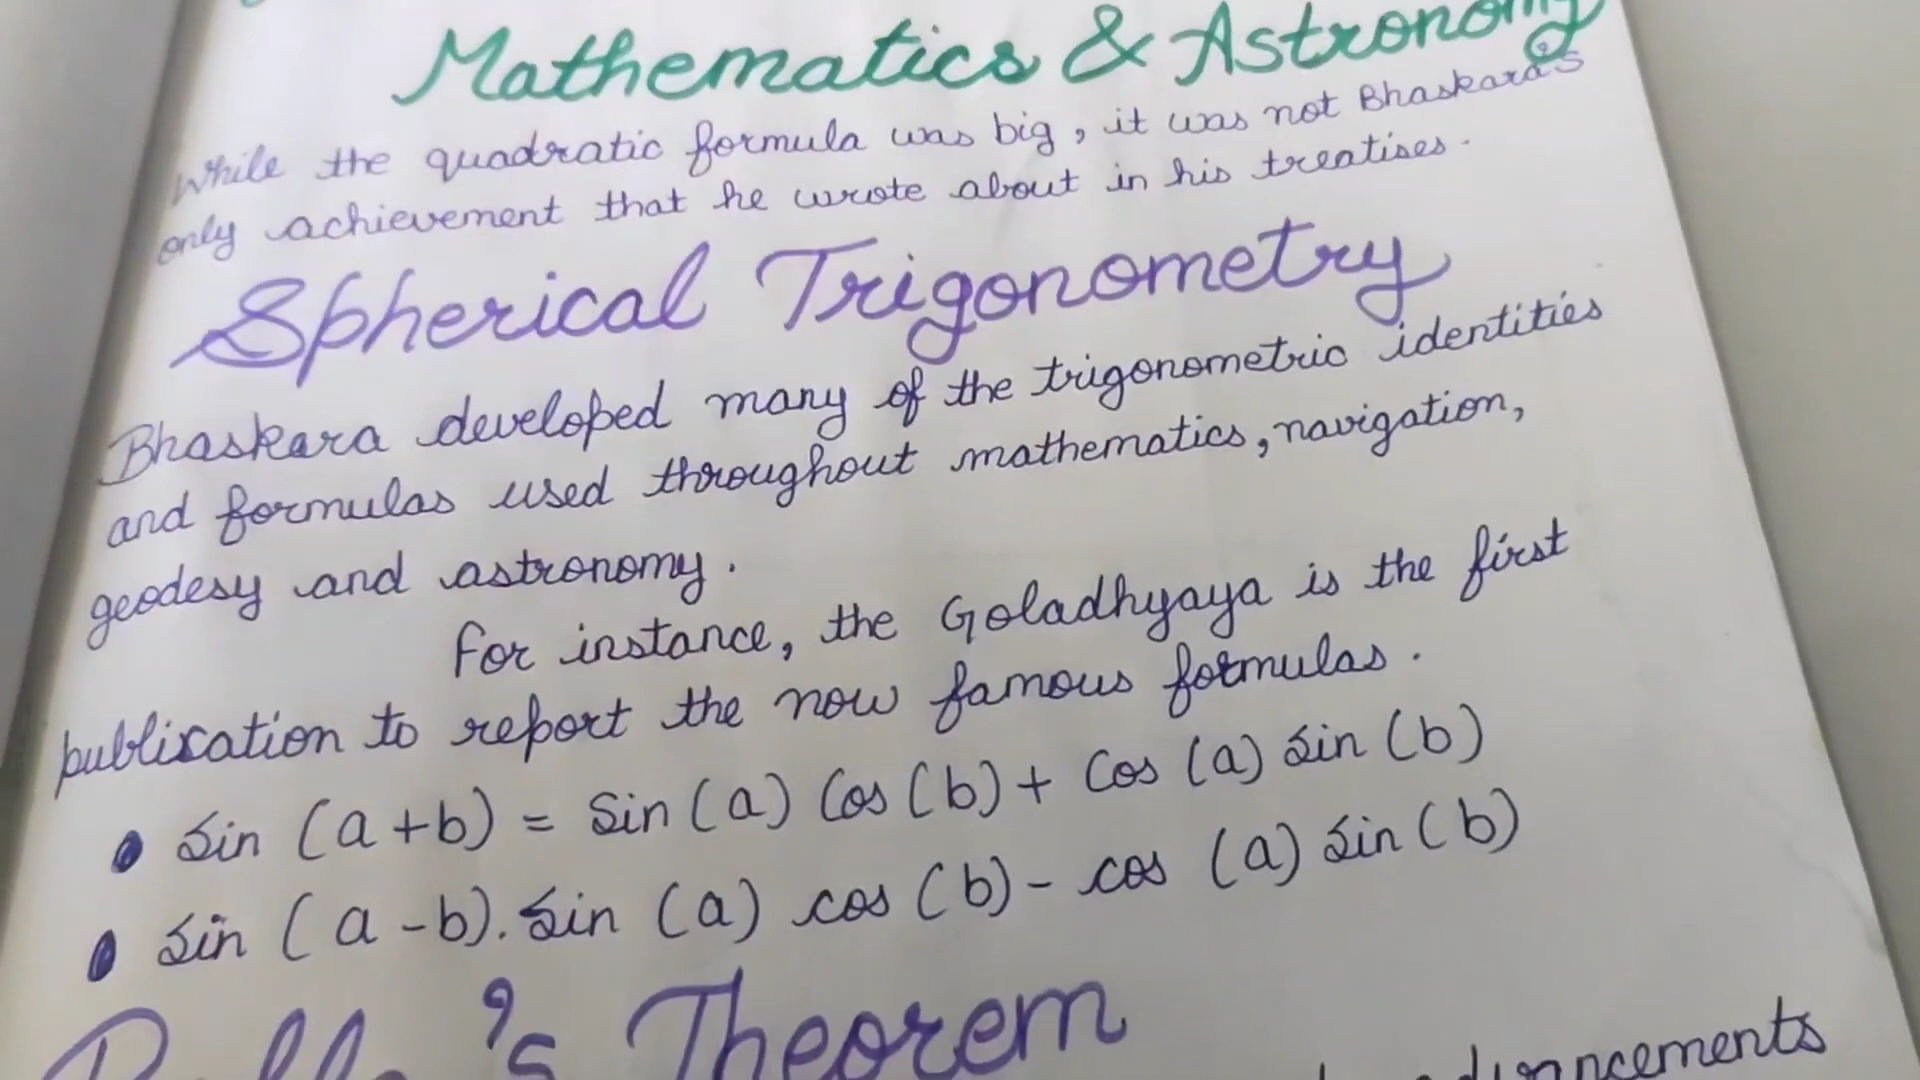 Mathematics & Astronomy
While the quadratic formula was big, it was not Bhaskara's
only achievement that he wrote about in his treatises.
Spherical Trigonometry
Bhaskara developed many of the trigonometric identities
and formulas used throughout mathematics, navigation,
geodesy and astronomy.
For instance, the Goladhyaya is the first
publication to report the now famous formulas.
• Sin (a+b) = Sin (a) Cos (b) + Cos (a) Sin (b)
• Sin (a-b). Sin (a) cos (b) - cos (a) Sin (b)
Theorem